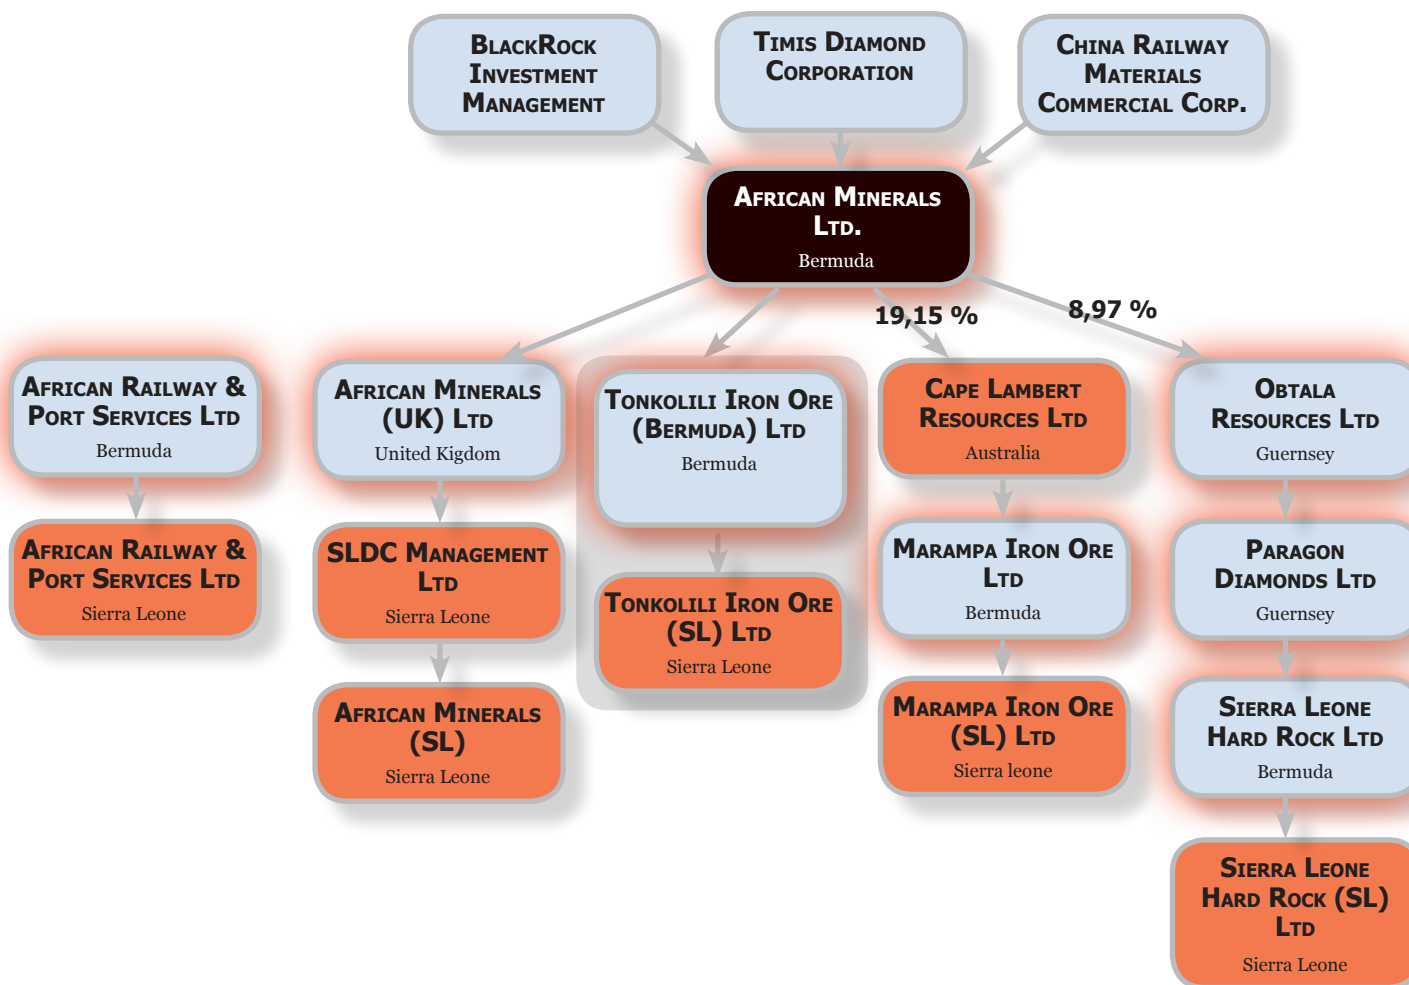 BlackRock
Investment
Management
Timis Diamond
Corporation
China Railway
Materials
Commercial Corp.
African Minerals
Ltd.
Bermuda
19,15 %
8,97 %
African Railway &
Port Services Ltd
Bermuda
African Minerals
(UK) Ltd
United Kigdom
Tonkolili Iron Ore
(Bermuda) Ltd
Bermuda
Cape Lambert
Resources Ltd
Australia
Obtala
Resources Ltd
Guernsey
African Railway &
Port Services Ltd
Sierra Leone
SLDC Management
Ltd
Sierra Leone
Tonkolili Iron Ore
(SL) Ltd
Sierra Leone
Marampa Iron Ore
Ltd
Bermuda
Paragon
Diamonds Ltd
Guernsey
African Minerals
(SL)
Sierra Leone
Marampa Iron Ore
(SL) Ltd
Sierra leone
Sierra Leone
Hard Rock Ltd
Bermuda
Sierra Leone
Hard Rock (SL)
Ltd
Sierra Leone